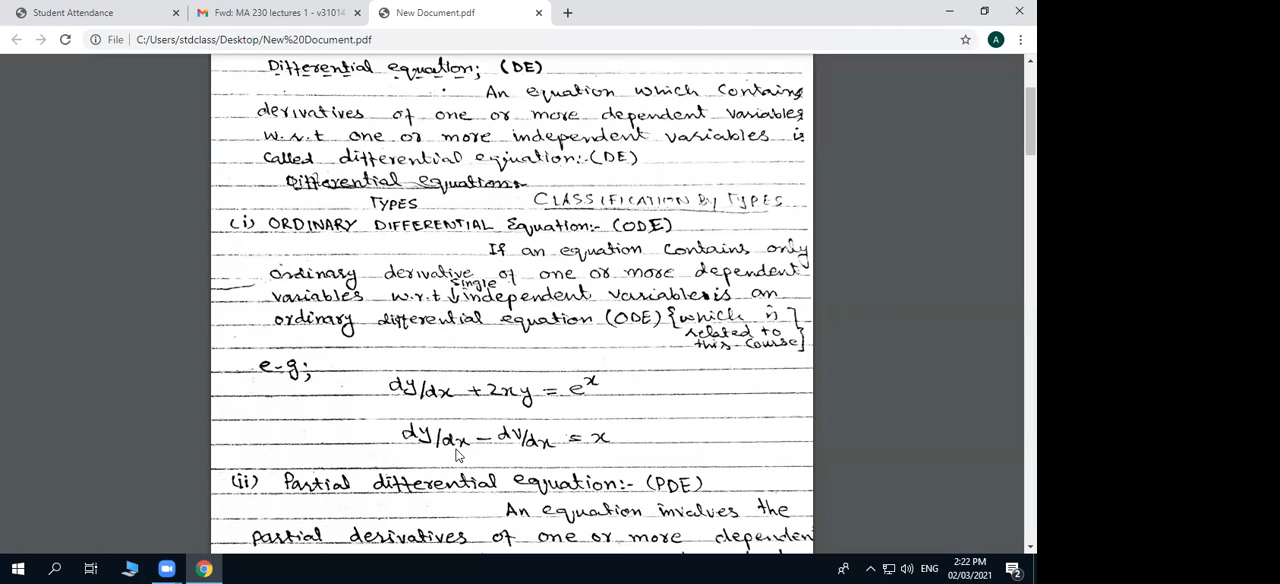 Student Attendance
Fwd: MA 230 lectures 1 - v31014
New Document.pdf
File
C:/Users/stdclass/Desktop/New%20Document.pdf
A
Differential equation; (DE)
An equation which contains
derivatives of one or more dependent variables
w.r.t one or more independent variables is
called differential equation:-(DE)
Differential equations
TYPES CLASSIFICATION By TYPES
(i) ORDINARY DIFFERENTIAL Equation:- (ODE)
If an equation contains only
ordinary derivative of one or more dependent
single
variables w.r.t ↓ independent variable is an
ordinary differential equation (ODE) {which is
related to
this course}
e-g;
dy/dx + 2xy = e^x
dy/dx - dv/dx = x
(ii) Partial differential equation:- (PDE)
An equation involves the
partial derivatives of one or more dependen
ENG
2:22 PM
02/03/2021
2